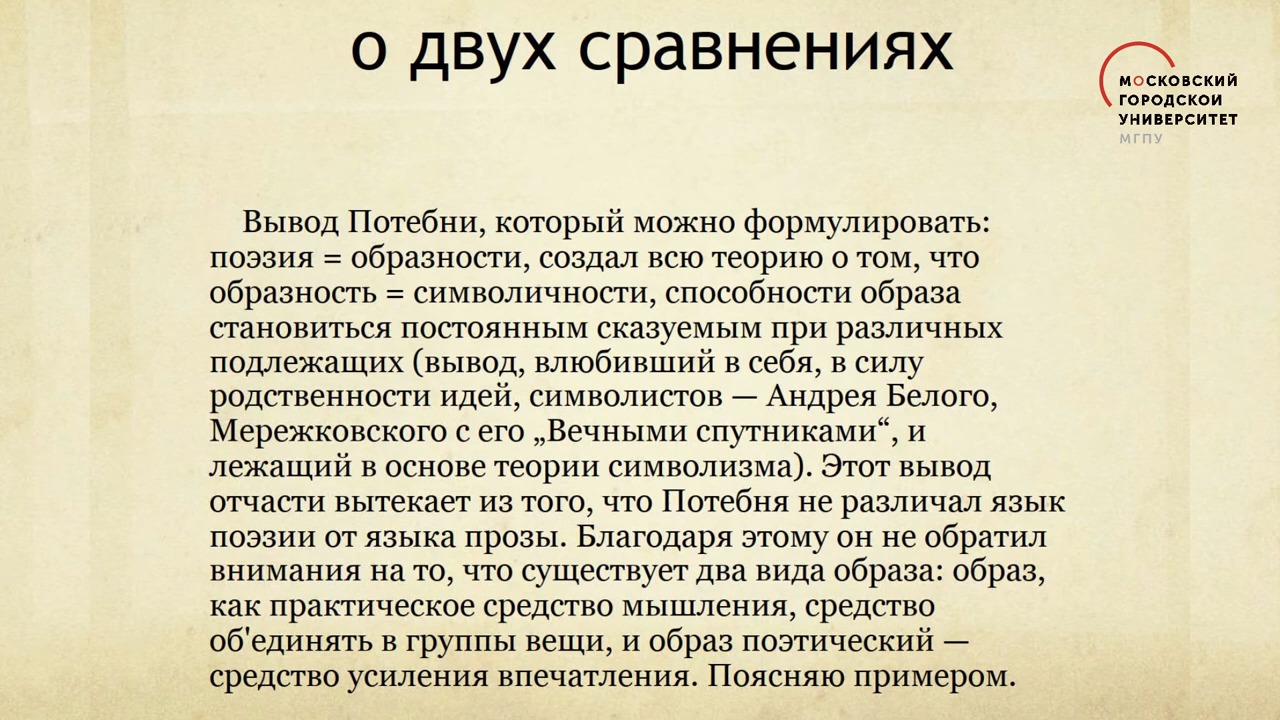 о двух сравнениях
МОСКОВСКИЙ
ГОРОДСКОЙ
УНИВЕРСИТЕТ
МГПУ
Вывод Потебни, который можно формулировать:
поэзия = образности, создал всю теорию о том, что
образность = символичности, способности образа
становиться постоянным сказуемым при различных
подлежащих (вывод, влюбивший в себя, в силу
родственности идей, символистов — Андрея Белого,
Мережковского с его „Вечными спутниками“, и
лежащий в основе теории символизма). Этот вывод
отчасти вытекает из того, что Потебня не различал язык
поэзии от языка прозы. Благодаря этому он не обратил
внимания на то, что существует два вида образа: образ,
как практическое средство мышления, средство
об'единять в группы вещи, и образ поэтический —
средство усиления впечатления. Поясняю примером.